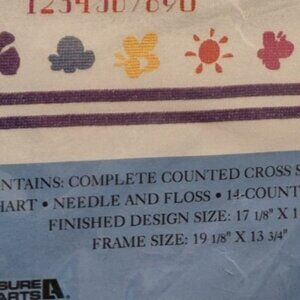 1234567890
NTAINS: COMPLETE COUNTED CROSS S
HART • NEEDLE AND FLOSS • 14-COUNT
FINISHED DESIGN SIZE: 17 1/8" X 1
FRAME SIZE: 19 1/8" X 13 3/4"
SURE
ARTS